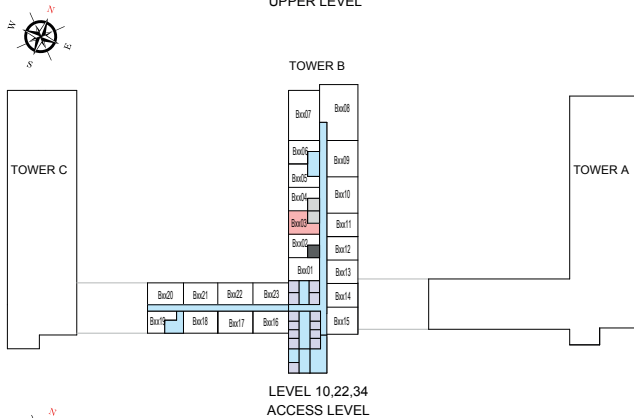 UPPER LEVEL
N
W
E
S
TOWER B
Bxx07
Bxx08
Bxx06
Bxx09
Bxx05
TOWER C
TOWER A
Bxx04
Bxx10
Bxx03
Bxx11
Bxx02
Bxx12
Bxx01
Bxx13
Bxx20
Bxx21
Bxx22
Bxx23
Bxx14
Bxx19
Bxx18
Bxx17
Bxx16
Bxx15
LEVEL 10,22,34
ACCESS LEVEL
N